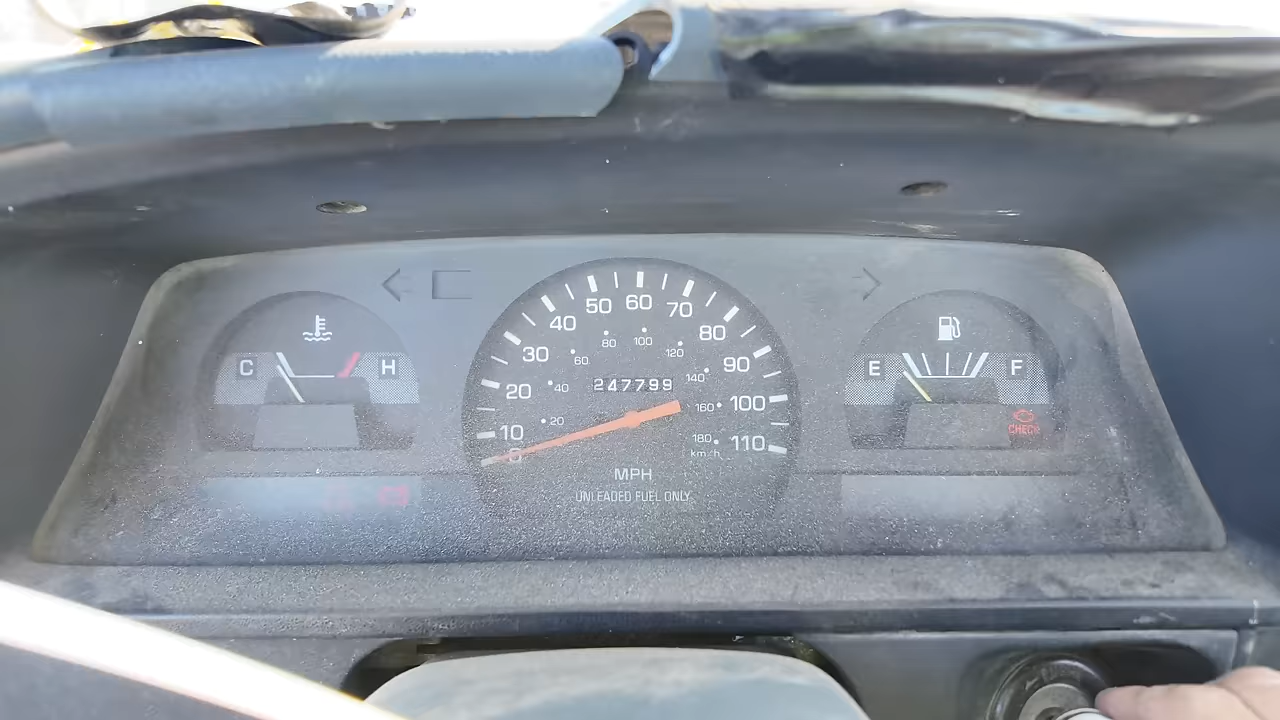 50 60 70
40 80
30 90
20 100
10 110
0
80 100 120
60 140
40 160
20 180
km/h
247799
MPH
UNLEADED FUEL ONLY
C H
E F
CHECK